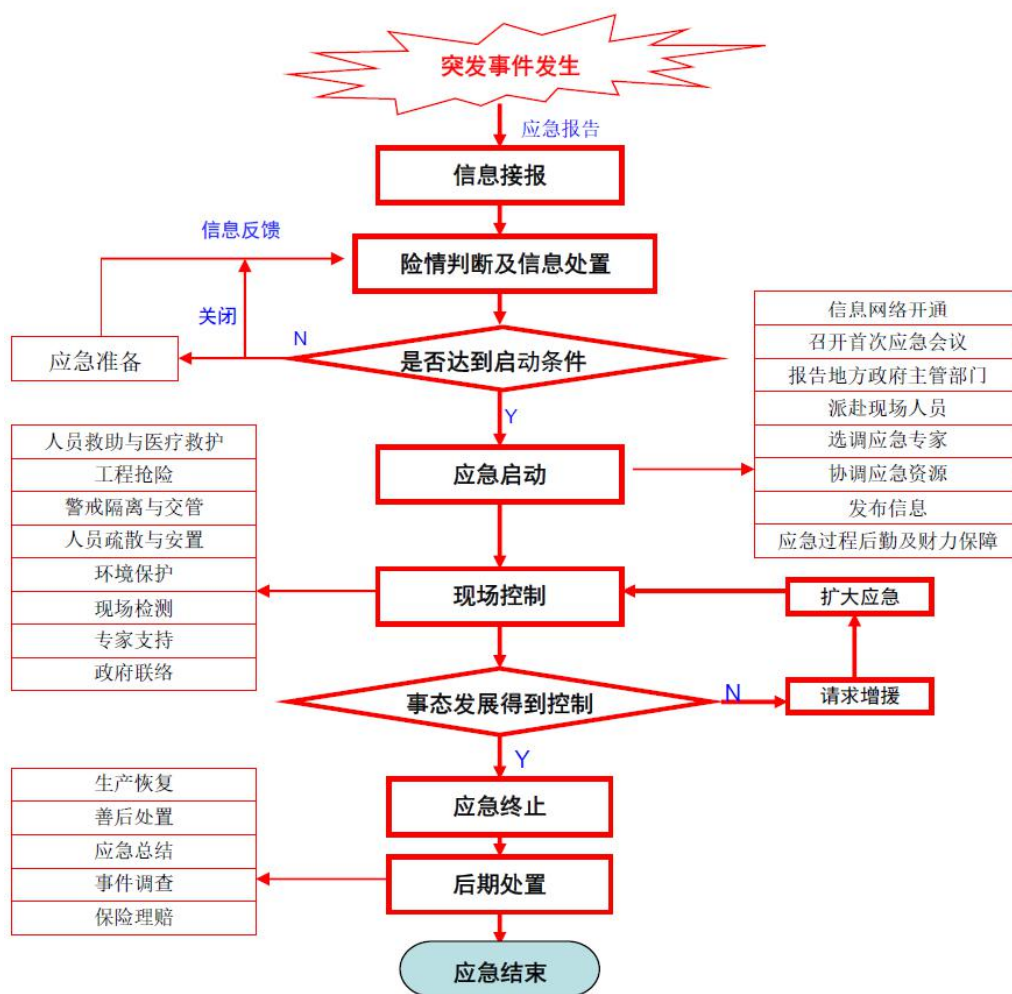 突发事件发生
应急报告
信息接报
信息反馈
险情判断及信息处置
关闭
N
应急准备
是否达到启动条件
Y
信息网络开通
召开首次应急会议
报告地方政府主管部门
派赴现场人员
选调应急专家
协调应急资源
发布信息
应急过程后勤及财力保障
应急启动
人员救助与医疗救护
工程抢险
警戒隔离与交管
人员疏散与安置
环境保护
现场检测
专家支持
政府联络
现场控制
扩大应急
事态发展得到控制
N
请求增援
Y
应急终止
生产恢复
善后处置
应急总结
事件调查
保险理赔
后期处置
应急结束